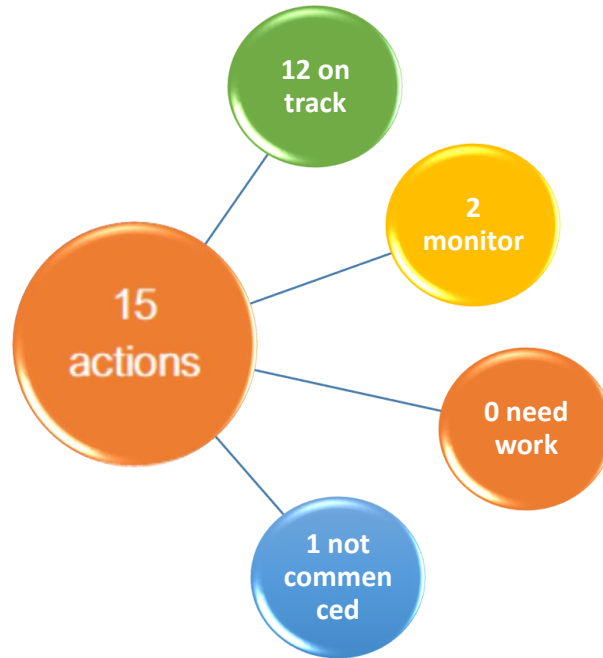 12 on
track
2
monitor
15
actions
0 need
work
1 not
commen
ced